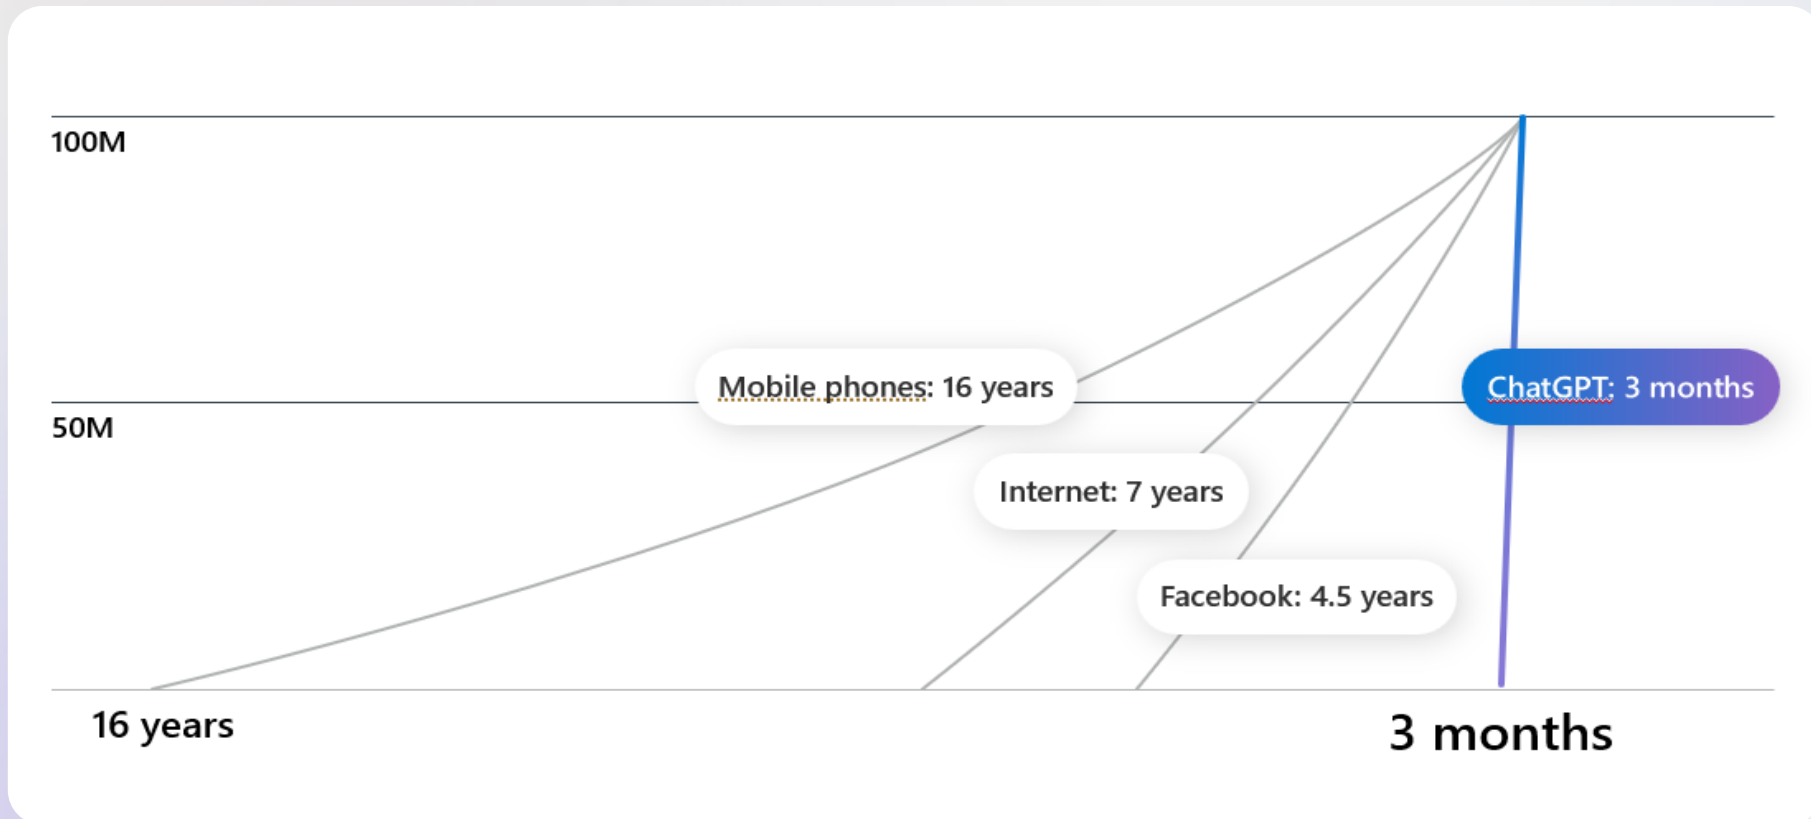 100M
Mobile phones: 16 years
ChatGPT: 3 months
50M
Internet: 7 years
Facebook: 4.5 years
16 years
3 months